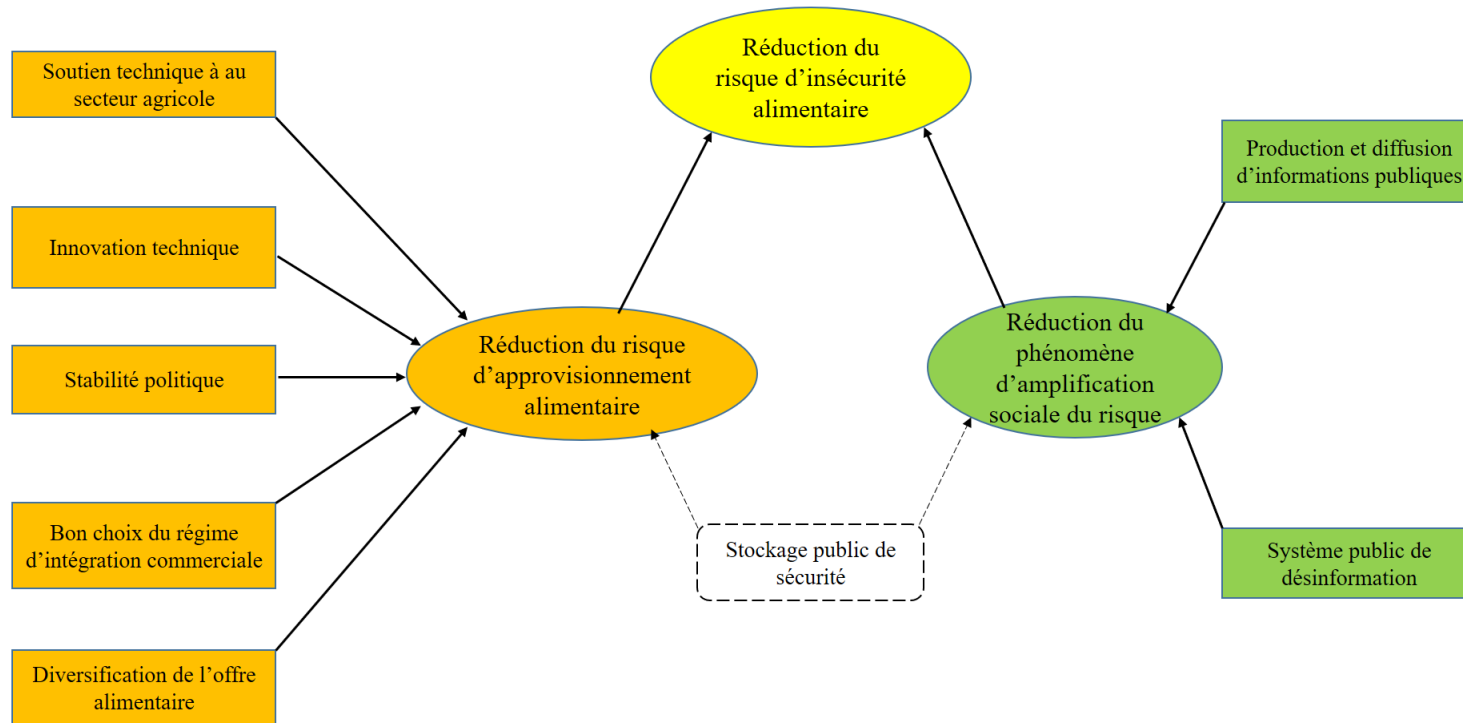 Réduction du
risque d’insécurité
alimentaire
Soutien technique à au
secteur agricole
Production et diffusion
d’informations publiques
Innovation technique
Réduction du risque
d’approvisionnement
alimentaire
Réduction du
phénomène
d’amplification
sociale du risque
Stabilité politique
Bon choix du régime
d’intégration commerciale
Stockage public de
sécurité
Système public de
désinformation
Diversification de l’offre
alimentaire